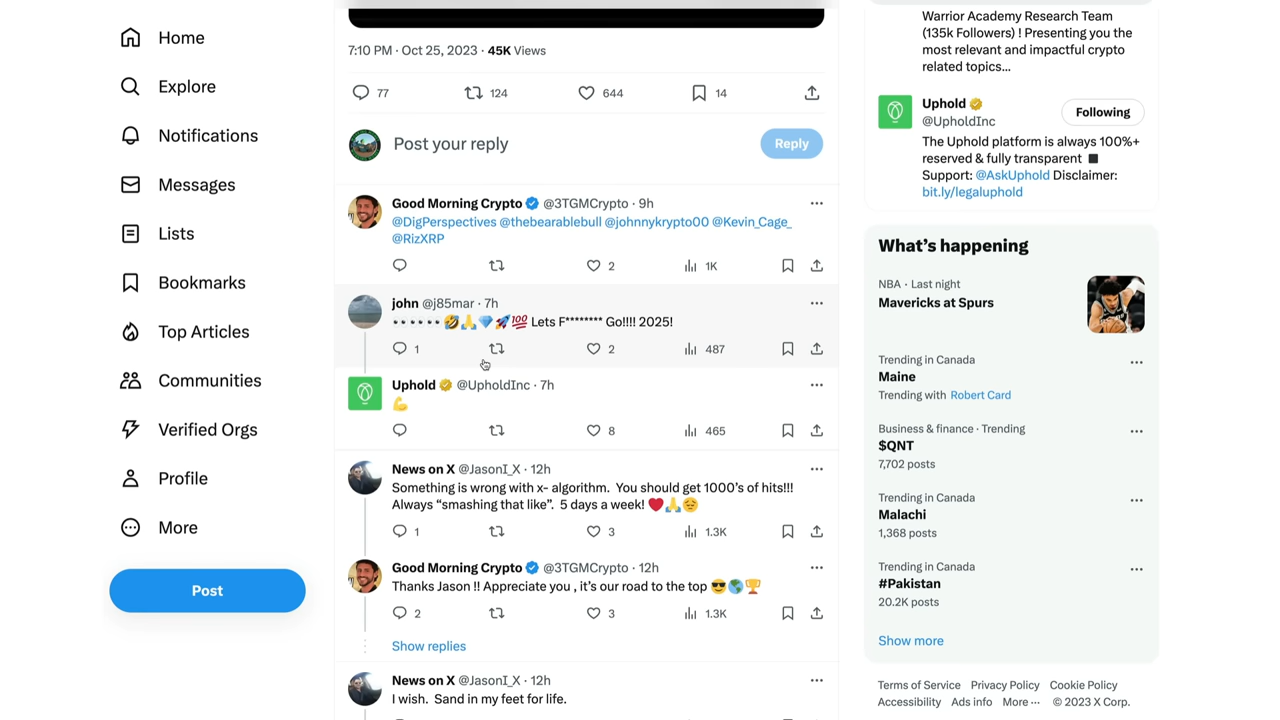 Home
Explore
Notifications
Messages
Lists
Bookmarks
Top Articles
Communities
Verified Orgs
Profile
More
Post
7:10 PM · Oct 25, 2023 · 45K Views
77 124 644 14
Post your reply
Reply
Good Morning Crypto @3TGMCrypto · 9h
@DigPerspectives @thebearablebull @johnnykrypto00 @Kevin_Cage_
@RizXRP
2 1K
john @j85mar · 7h
👀👀👀🤣🙏💎🚀💯 Lets F******** Go!!!! 2025!
1 2 487
Uphold @UpholdInc · 7h
💪
8 465
News on X @JasonI_X · 12h
Something is wrong with x- algorithm. You should get 1000's of hits!!!
Always “smashing that like”. 5 days a week! ❤️🙏😌
1 3 1.3K
Good Morning Crypto @3TGMCrypto · 12h
Thanks Jason !! Appreciate you , it's our road to the top 😎🌎🏆
2 3 1.3K
Show replies
News on X @JasonI_X · 12h
I wish. Sand in my feet for life.
Warrior Academy Research Team
(135k Followers) ! Presenting you the
most relevant and impactful crypto
related topics...
Uphold
@UpholdInc
Following
The Uphold platform is always 100%+
reserved & fully transparent ◼
Support: @AskUphold Disclaimer:
bit.ly/legaluphold
What's happening
NBA · Last night
Mavericks at Spurs
Trending in Canada
Maine
Trending with Robert Card
Business & finance · Trending
$QNT
7,702 posts
Trending in Canada
Malachi
1,368 posts
Trending in Canada
#Pakistan
20.2K posts
Show more
Terms of Service Privacy Policy Cookie Policy
Accessibility Ads info More ··· © 2023 X Corp.